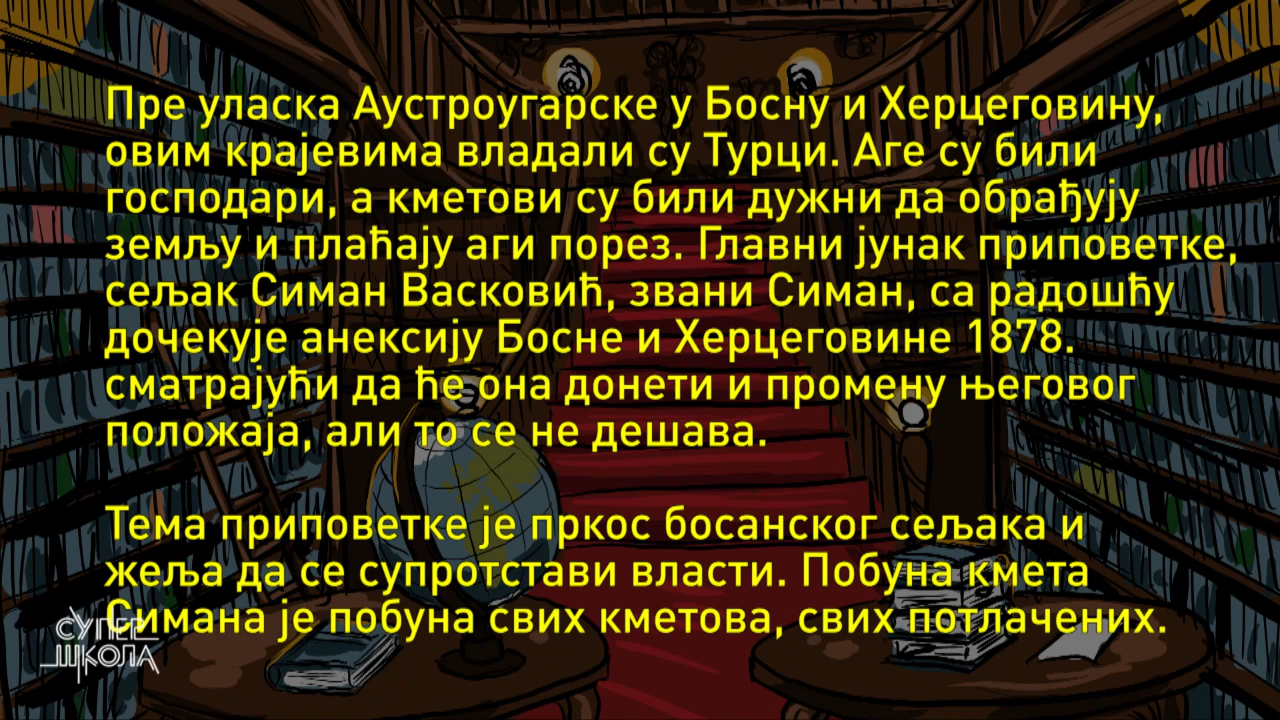 Пре уласка Аустроугарске у Босну и Херцеговину,
овим крајевима владали су Турци. Аге су били
господари, а кметови су били дужни да обрађују
земљу и плаћају аги порез. Главни јунак приповетке,
сељак Симан Васковић, звани Симан, са радошћу
дочекује анексију Босне и Херцеговине 1878.
сматрајући да ће она донети и промену његовог
положаја, али то се не дешава.
Тема приповетке је пркос босанског сељака и
жеља да се супротстави власти. Побуна кмета
Симана је побуна свих кметова, свих потлачених.
СУПЕР
ШКОЛА